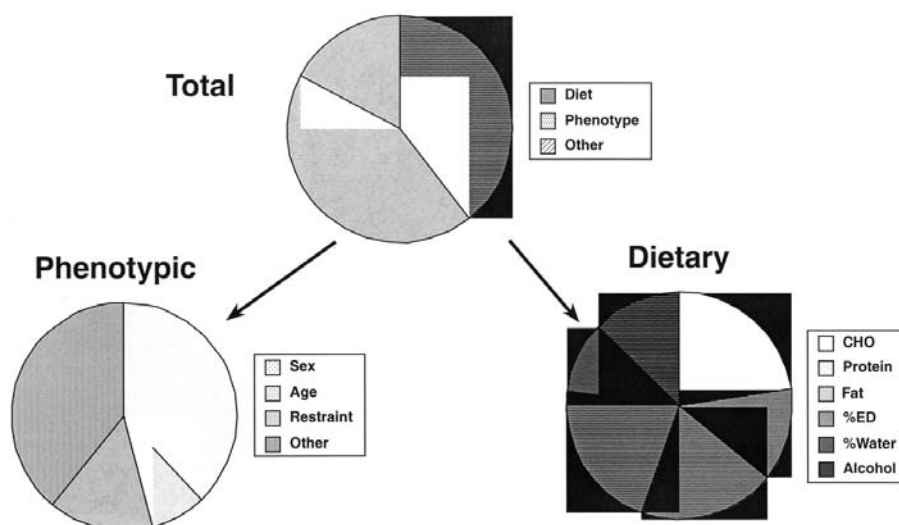 Total
Diet
Phenotype
Other
Phenotypic
Sex
Age
Restraint
Other
Dietary
CHO
Protein
Fat
%ED
%Water
Alcohol